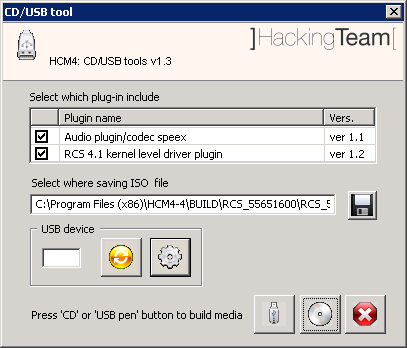 CD/USB tool
]HackingTeam[
HCM4: CD/USB tools v1.3
Select which plug-in include
Plugin name Vers.
Audio plugin/codec speex ver 1.1
RCS 4.1 kernel level driver plugin ver 1.2
Select where saving ISO file
C:\Program Files (x86)\HCM4-4\BUILD\RCS_55651600\RCS_5
USB device
Press 'CD' or 'USB pen' button to build media